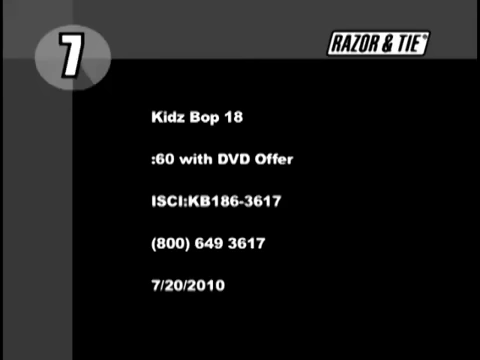 7
RAZOR & TIE
Kidz Bop 18
:60 with DVD Offer
ISCI:KB186-3617
(800) 649 3617
7/20/2010